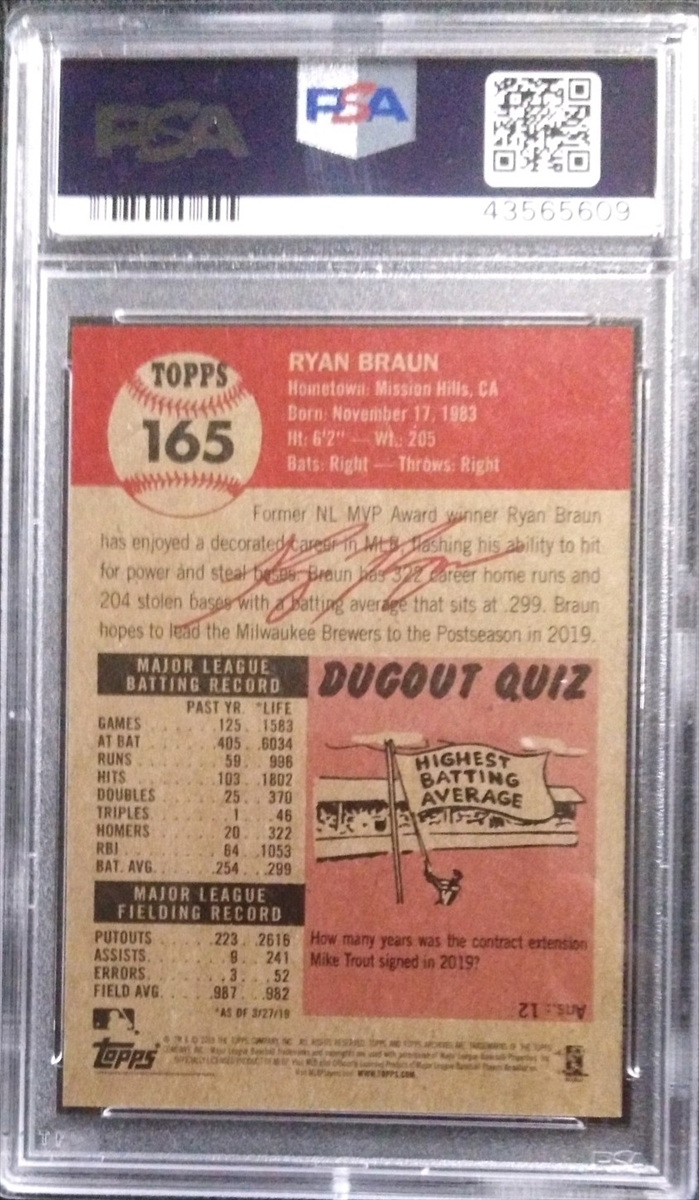 PSA
PSA
43565609
TOPPS
165
RYAN BRAUN
Hometown: Mission Hills, CA
Born: November 17, 1983
Ht: 6'2" — Wt.: 205
Bats: Right — Throws: Right
Former NL MVP Award winner Ryan Braun
has enjoyed a decorated career in MLB, flashing his ability to hit
for power and steal bases. Braun has 322 career home runs and
204 stolen bases with a batting average that sits at .299. Braun
hopes to lead the Milwaukee Brewers to the Postseason in 2019.
MAJOR LEAGUE
BATTING RECORD
PAST YR. *LIFE
GAMES 125 1583
AT BAT 405 6034
RUNS 59 996
HITS 103 1802
DOUBLES 25 370
TRIPLES 1 46
HOMERS 20 322
RBI 64 1053
BAT. AVG. .254 .299
MAJOR LEAGUE
FIELDING RECORD
PUTOUTS 223 2616
ASSISTS 9 241
ERRORS 3 52
FIELD AVG. .987 .982
*AS OF 3/27/19
DUGOUT QUIZ
HIGHEST
BATTING
AVERAGE
How many years was the contract extension
Mike Trout signed in 2019?
Ans.: 12
Topps
WWW.TOPPS.COM
PSA